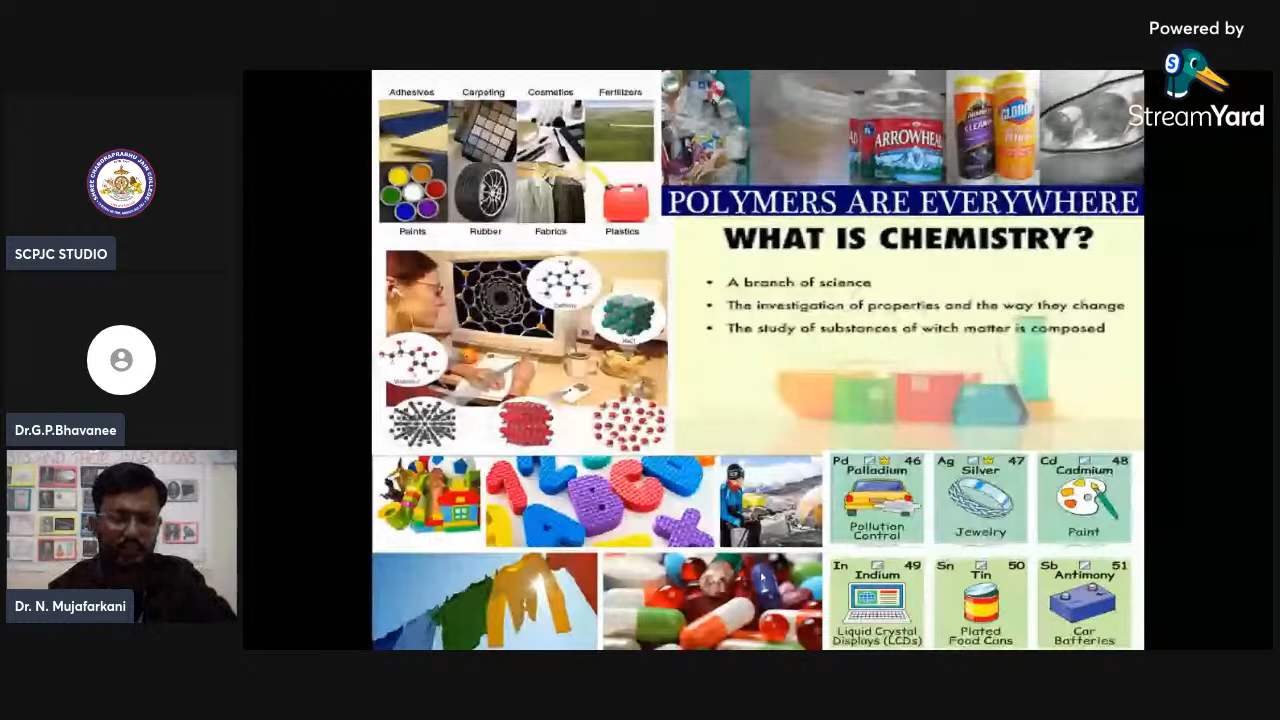 Powered by
StreamYard
SCPJC STUDIO
Dr.G.P.Bhavanee
Dr. N. Mujafarkani
Adhesives Carpeting Cosmetics Fertilizers
Paints Rubber Fabrics Plastics
ARROWHEAD
CLOROX
POLYMERS ARE EVERYWHERE
WHAT IS CHEMISTRY?
• A branch of science
• The investigation of properties and the way they change
• The study of substances of witch matter is composed
Caffeine
NaCl
Pd 46
Palladium
Pollution
Control
Ag 47
Silver
Jewelry
Cd 48
Cadmium
Paint
In 49
Indium
Liquid Crystal
Displays (LCDs)
Sn 50
Tin
Plated
Food Cans
Sb 51
Antimony
Car
Batteries